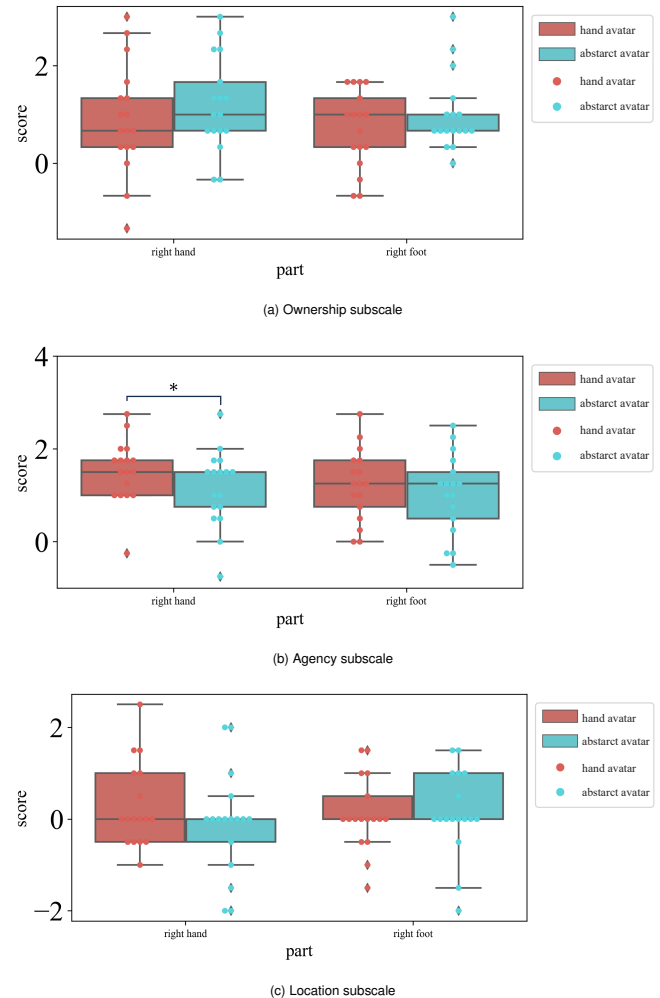 2
0
score
right hand
right foot
part
hand avatar
abstarct avatar
hand avatar
abstarct avatar
(a) Ownership subscale
4
2
0
score
*
right hand
right foot
part
hand avatar
abstarct avatar
hand avatar
abstarct avatar
(b) Agency subscale
2
0
−2
score
right hand
right foot
part
hand avatar
abstarct avatar
hand avatar
abstarct avatar
(c) Location subscale